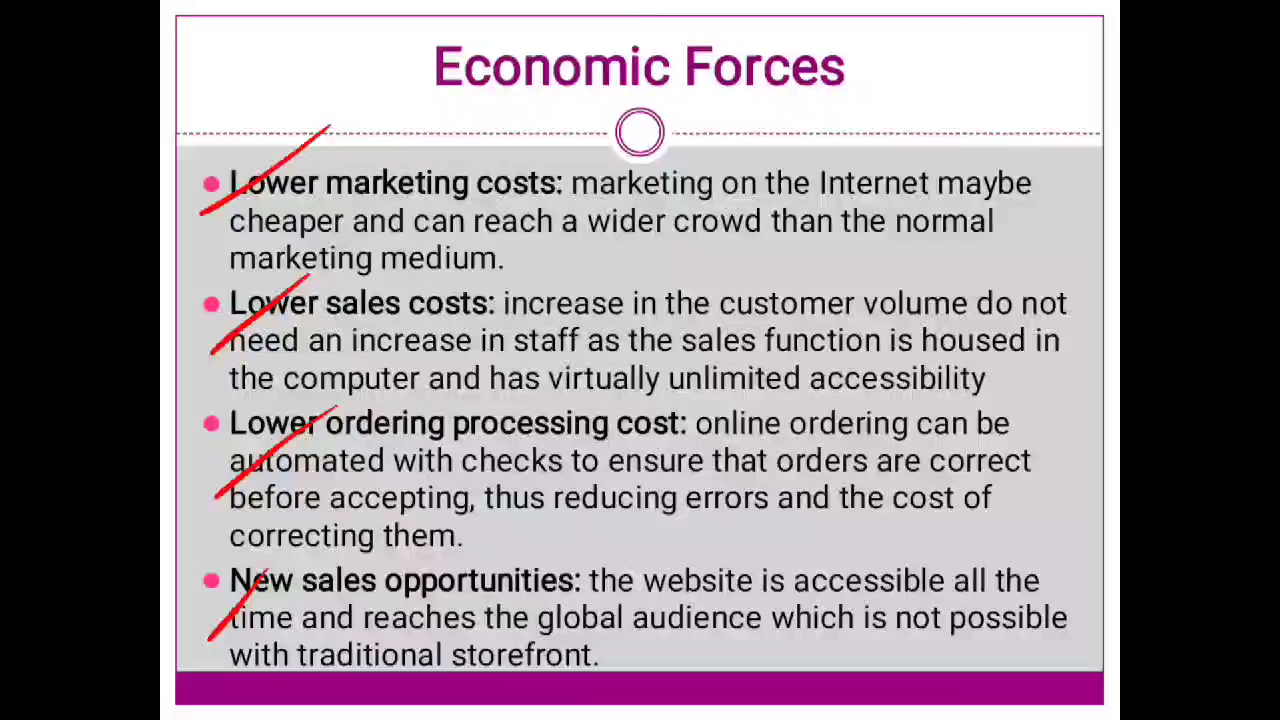 Economic Forces
Lower marketing costs: marketing on the Internet maybe
cheaper and can reach a wider crowd than the normal
marketing medium.
Lower sales costs: increase in the customer volume do not
need an increase in staff as the sales function is housed in
the computer and has virtually unlimited accessibility
Lower ordering processing cost: online ordering can be
automated with checks to ensure that orders are correct
before accepting, thus reducing errors and the cost of
correcting them.
New sales opportunities: the website is accessible all the
time and reaches the global audience which is not possible
with traditional storefront.